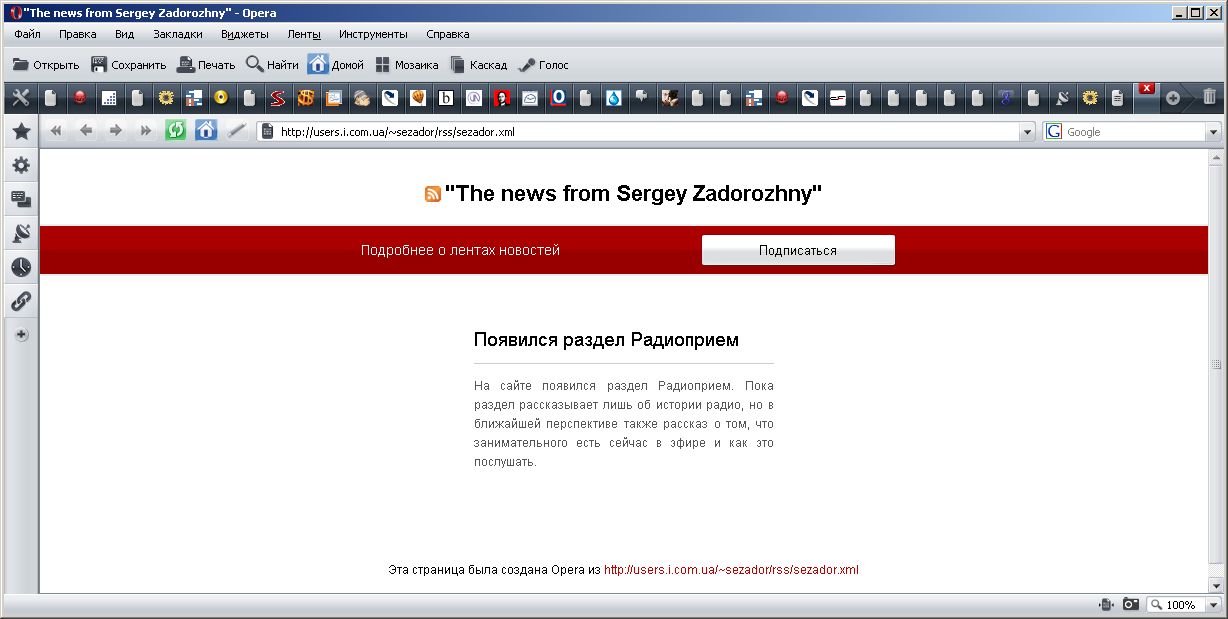 "The news from Sergey Zadorozhny" - Opera
Файл Правка Вид Закладки Виджеты Ленты Инструменты Справка
Открыть Сохранить Печать Найти Домой Мозаика Каскад Голос
http://users.i.com.ua/~sezador/rss/sezador.xml Google
"The news from Sergey Zadorozhny"
Подробнее о лентах новостей Подписаться
Появился раздел Радиоприем
На сайте появился раздел Радиоприем. Пока
раздел рассказывает лишь об истории радио, но в
ближайшей перспективе также рассказ о том, что
занимательного есть сейчас в эфире и как это
послушать.
Эта страница была создана Opera из http://users.i.com.ua/~sezador/rss/sezador.xml
100%